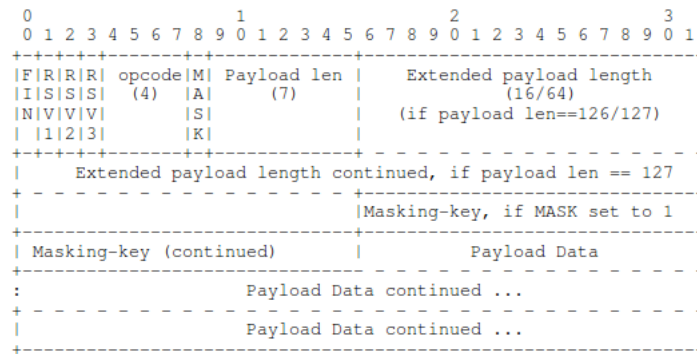 0                   1                   2                   3
 0 1 2 3 4 5 6 7 8 9 0 1 2 3 4 5 6 7 8 9 0 1 2 3 4 5 6 7 8 9 0 1
+-+-+-+-+-------+-+-------------+-------------------------------
|F|R|R|R| opcode|M| Payload len |    Extended payload length
|I|S|S|S|  (4)  |A|     (7)     |             (16/64)
|N|V|V|V|       |S|             |   (if payload len==126/127)
| |1|2|3|       |K|             |
+-+-+-+-+-------+-+-------------+ - - - - - - - - - - - - - - -
|     Extended payload length continued, if payload len == 127
+ - - - - - - - - - - - - - - - +-------------------------------
|                               |Masking-key, if MASK set to 1
+-------------------------------+-------------------------------
| Masking-key (continued)       |          Payload Data
+-------------------------------- - - - - - - - - - - - - - - -
:                     Payload Data continued ...
+ - - - - - - - - - - - - - - - - - - - - - - - - - - - - - - -
|                     Payload Data continued ...
+---------------------------------------------------------------